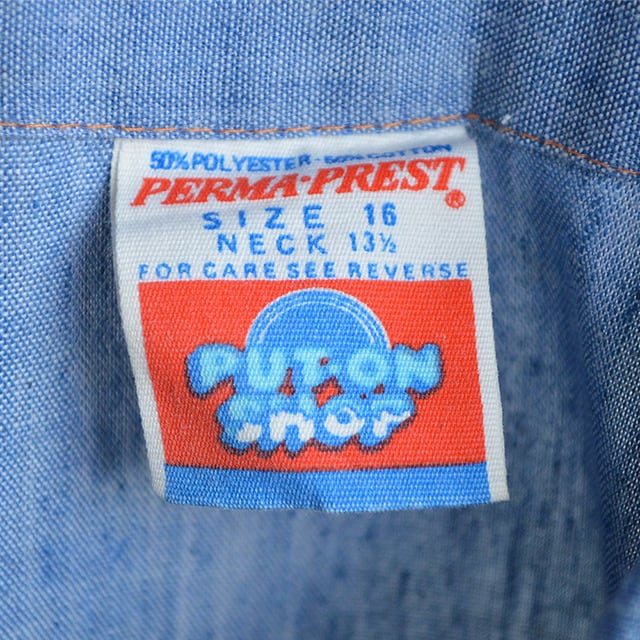 50% POLYESTER - 50% COTTON
PERMA-PREST®
SIZE 16
NECK 13½
FOR CARE SEE REVERSE
PUT·ON
SHOP